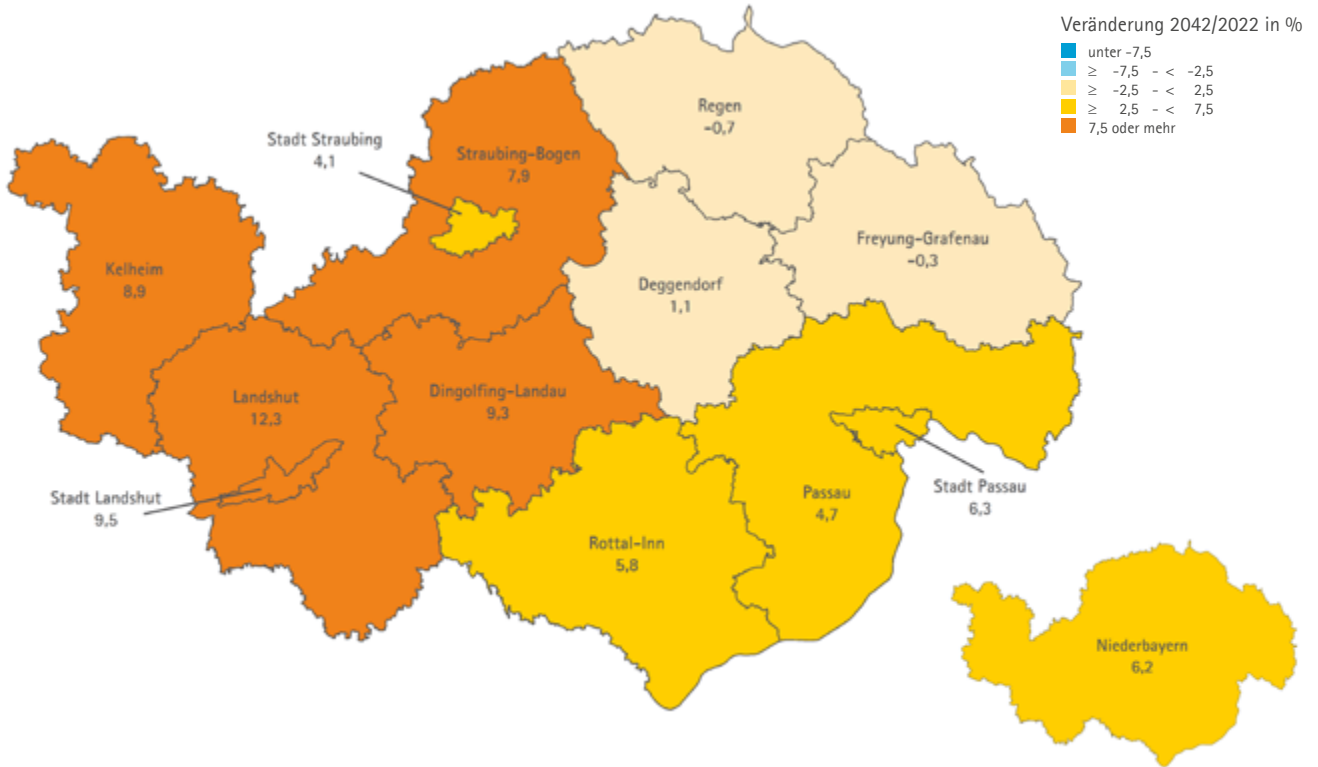 Veränderung 2042/2022 in %
unter -7,5
≥ -7,5 - < -2,5
≥ -2,5 - < 2,5
≥ 2,5 - < 7,5
7,5 oder mehr
Regen
-0,7
Stadt Straubing
4,1
Straubing-Bogen
7,9
Freyung-Grafenau
-0,3
Kelheim
8,9
Deggendorf
1,1
Landshut
12,3
Dingolfing-Landau
9,3
Stadt Landshut
9,5
Passau
4,7
Stadt Passau
6,3
Rottal-Inn
5,8
Niederbayern
6,2